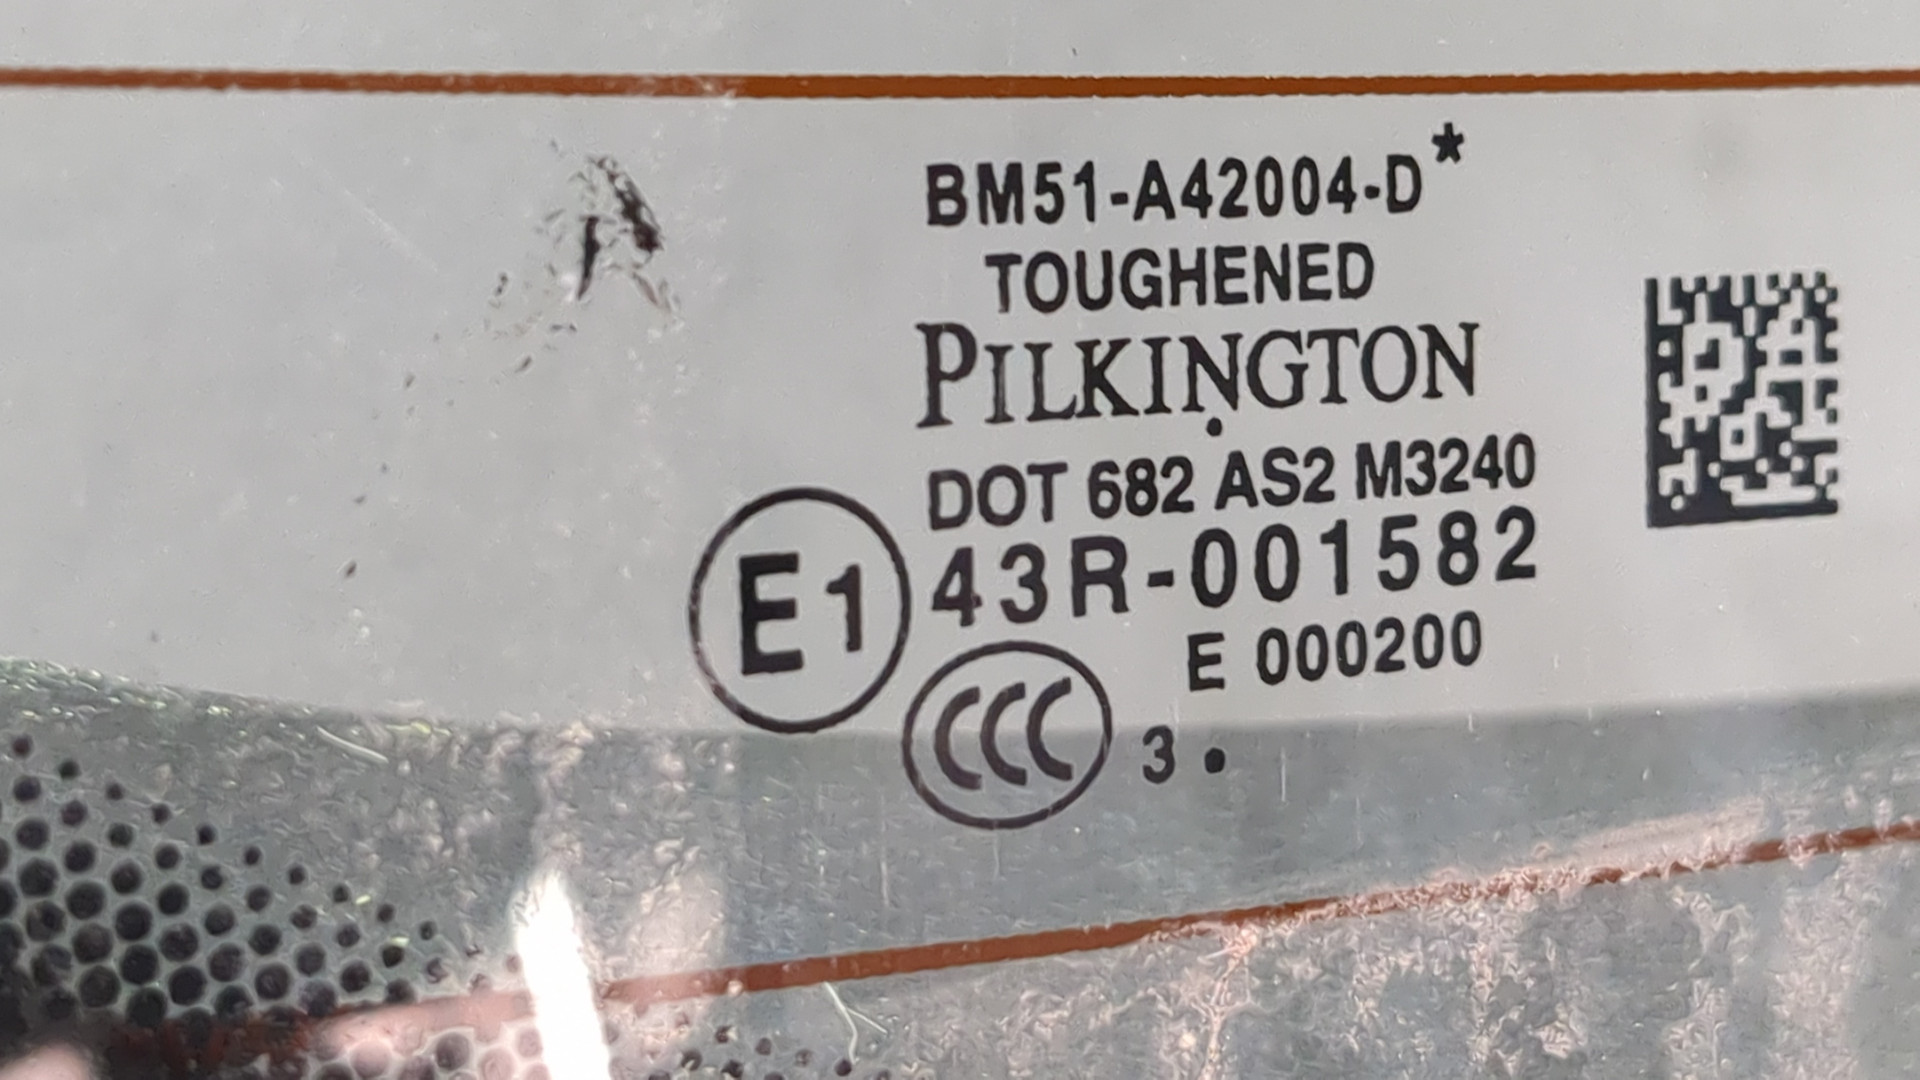 BM51-A42004-D*
TOUGHENED
PILKINGTON
DOT 682 AS2 M3240
E1 43R-001582
E 000200
CCC 3 .